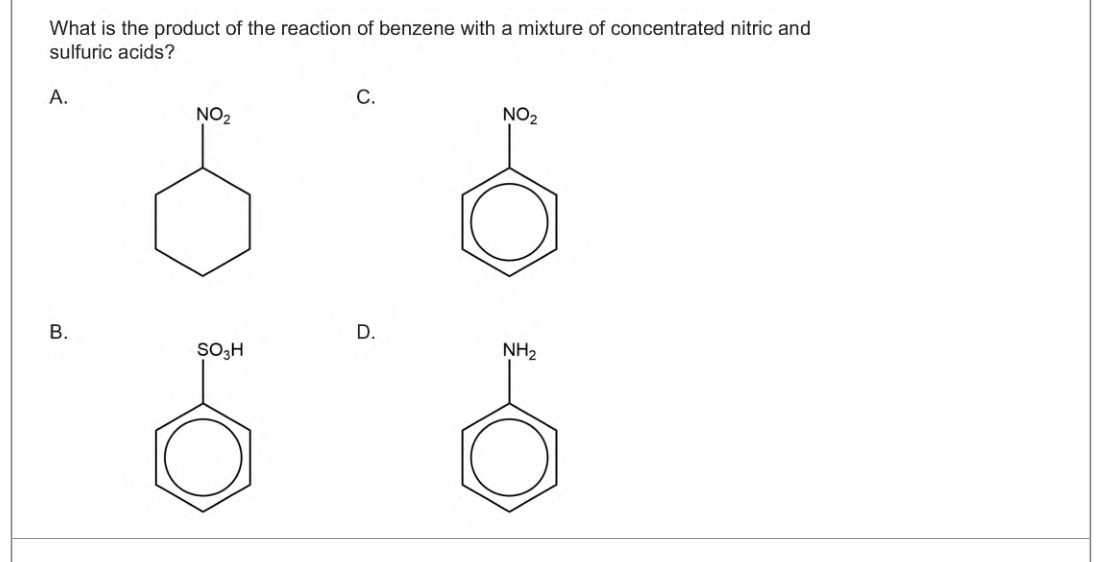 What is the product of the reaction of benzene with a mixture of concentrated nitric and
sulfuric acids?
A.
NO₂
C.
NO₂
B.
SO₃H
D.
NH₂